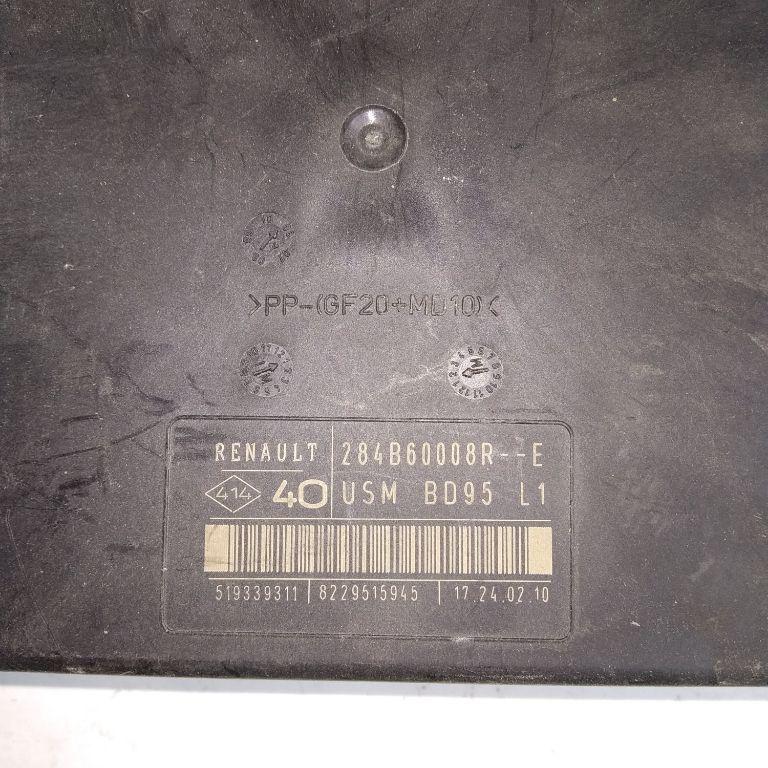 >PP-(GF20+MD10)<
RENAULT 284B60008R--E
414 40 USM BD95 L1
519339311 8229515945 17.24.02.10